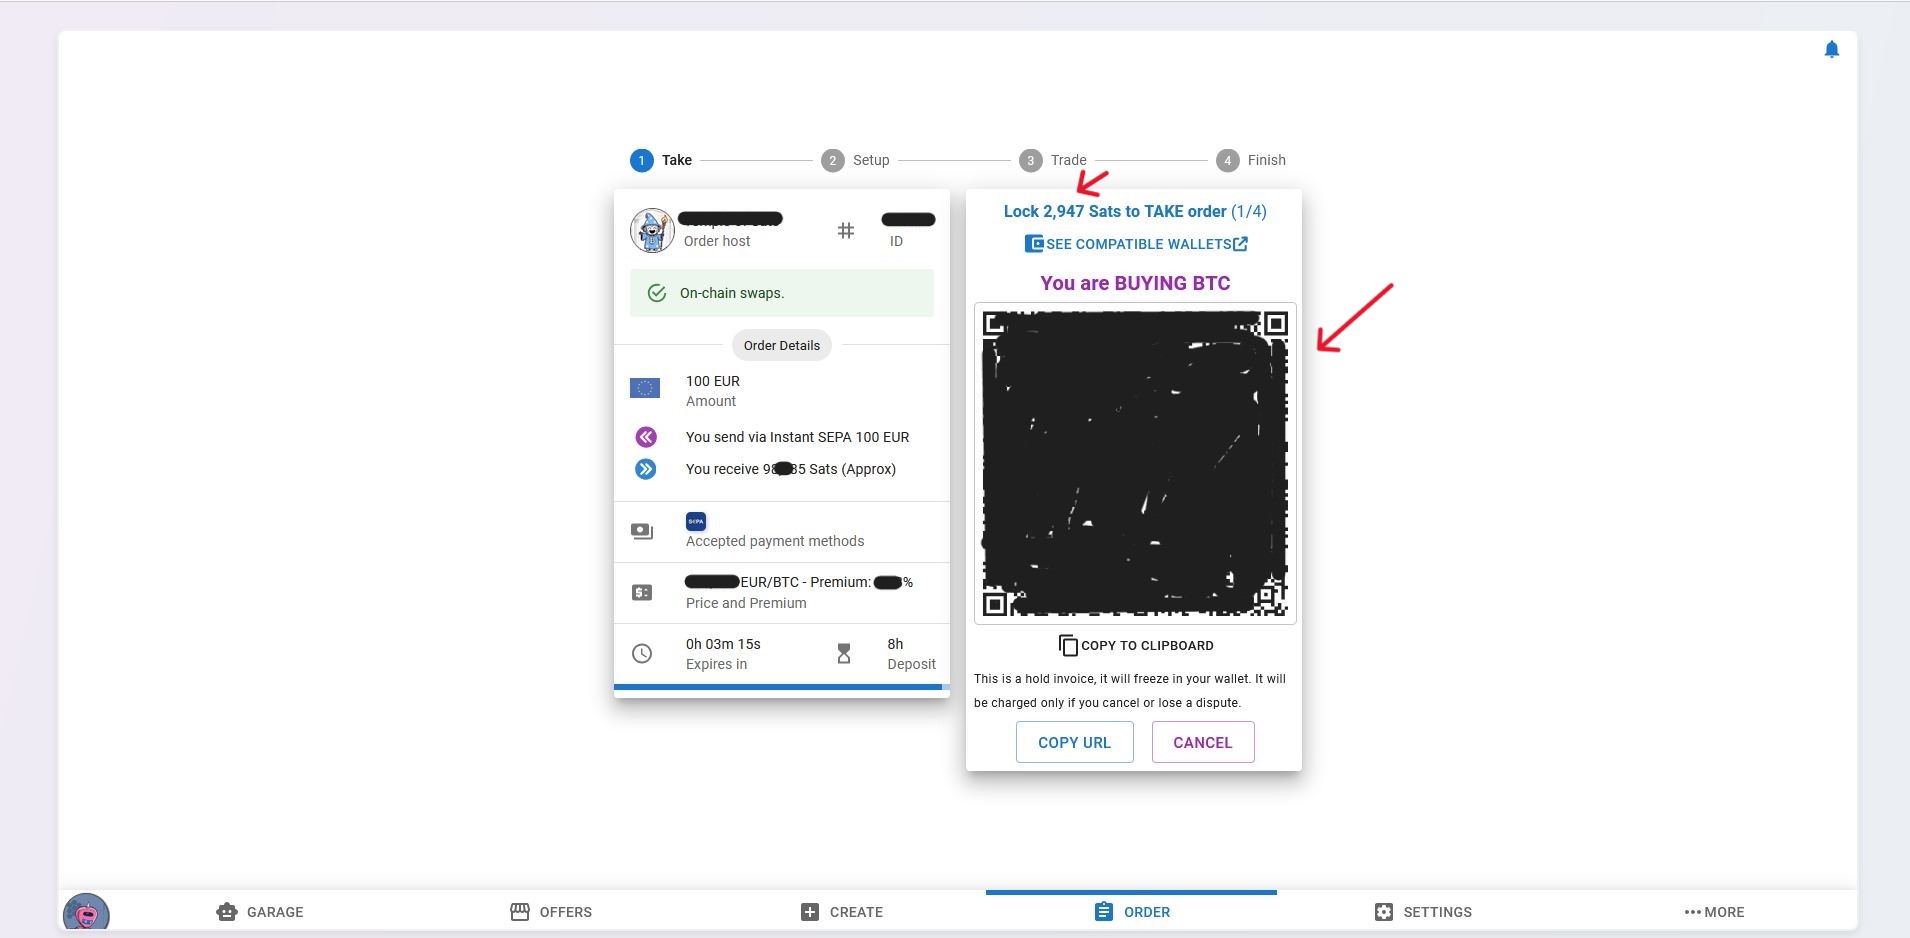 1 Take
2 Setup
3 Trade
4 Finish
Order host
ID
On-chain swaps.
Order Details
100 EUR
Amount
You send via Instant SEPA 100 EUR
You receive 98 35 Sats (Approx)
SEPA
Accepted payment methods
EUR/BTC - Premium: %
Price and Premium
0h 03m 15s
Expires in
8h
Deposit
Lock 2,947 Sats to TAKE order (1/4)
SEE COMPATIBLE WALLETS
You are BUYING BTC
COPY TO CLIPBOARD
This is a hold invoice, it will freeze in your wallet. It will
be charged only if you cancel or lose a dispute.
COPY URL
CANCEL
GARAGE
OFFERS
CREATE
ORDER
SETTINGS
MORE